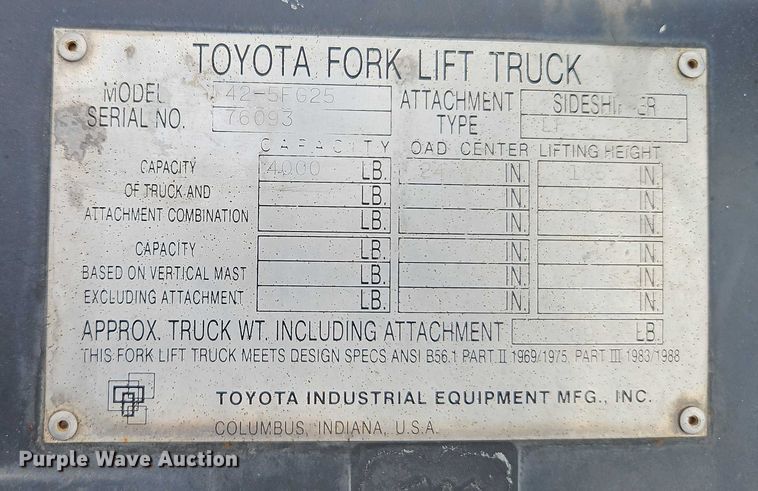 TOYOTA FORK LIFT TRUCK
MODEL 42-5FG25 ATTACHMENT
SERIAL NO. 76093 TYPE
CAPACITY OAD CENTER LIFTING HEIGHT
CAPACITY 4000 LB. 24 IN. IN.
OF TRUCK AND LB. IN. IN.
ATTACHMENT COMBINATION LB. IN. IN.
CAPACITY LB. IN. IN.
BASED ON VERTICAL MAST LB. IN. IN.
EXCLUDING ATTACHMENT LB. IN. IN.
APPROX. TRUCK WT. INCLUDING ATTACHMENT LB.
THIS FORK LIFT TRUCK MEETS DESIGN SPECS ANSI B56.1 PART II 1969/1975, PART III 1983/1988
TOYOTA INDUSTRIAL EQUIPMENT MFG., INC.
COLUMBUS, INDIANA, U.S.A.
Purple Wave Auction